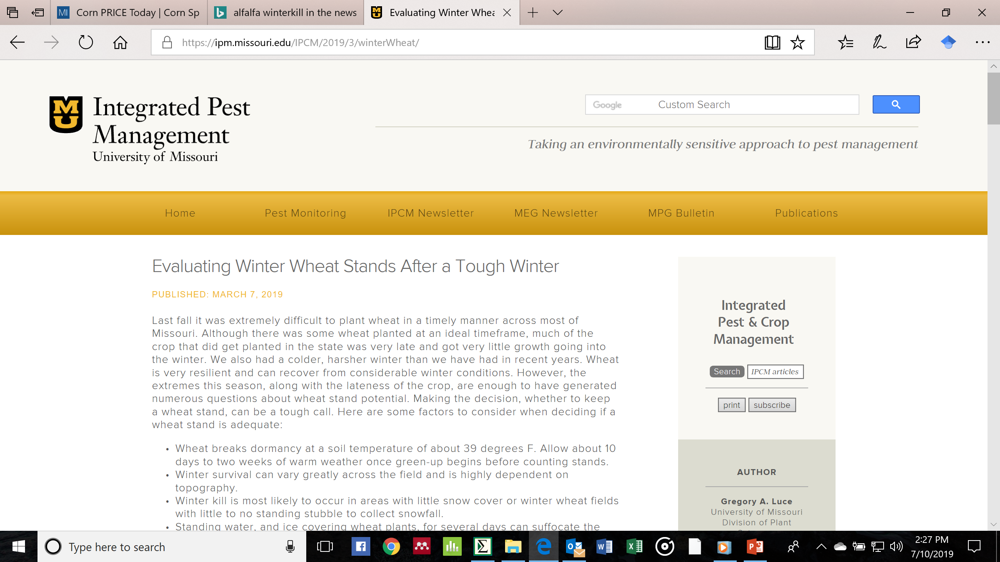 Corn PRICE Today | Corn Sp
alfalfa winterkill in the news
Evaluating Winter Whea
https://ipm.missouri.edu/IPCM/2019/3/winterWheat/
Integrated Pest
Management
University of Missouri
Google Custom Search
Taking an environmentally sensitive approach to pest management
Home Pest Monitoring IPCM Newsletter MEG Newsletter MPG Bulletin Publications
Evaluating Winter Wheat Stands After a Tough Winter
PUBLISHED: MARCH 7, 2019
Last fall it was extremely difficult to plant wheat in a timely manner across most of
Missouri. Although there was some wheat planted at an ideal timeframe, much of the
crop that did get planted in the state was very late and got very little growth going into
the winter. We also had a colder, harsher winter than we have had in recent years. Wheat
is very resilient and can recover from considerable winter conditions. However, the
extremes this season, along with the lateness of the crop, are enough to have generated
numerous questions about wheat stand potential. Making the decision, whether to keep
a wheat stand, can be a tough call. Here are some factors to consider when deciding if a
wheat stand is adequate:
• Wheat breaks dormancy at a soil temperature of about 39 degrees F. Allow about 10
days to two weeks of warm weather once green-up begins before counting stands.
• Winter survival can vary greatly across the field and is highly dependent on
topography.
• Winter kill is most likely to occur in areas with little snow cover or winter wheat fields
with little to no standing stubble to collect snowfall.
• Standing water, and ice covering wheat plants, for several days can suffocate the
Integrated
Pest & Crop
Management
Search IPCM articles
print subscribe
AUTHOR
Gregory A. Luce
University of Missouri
Division of Plant
Type here to search
2:27 PM
7/10/2019